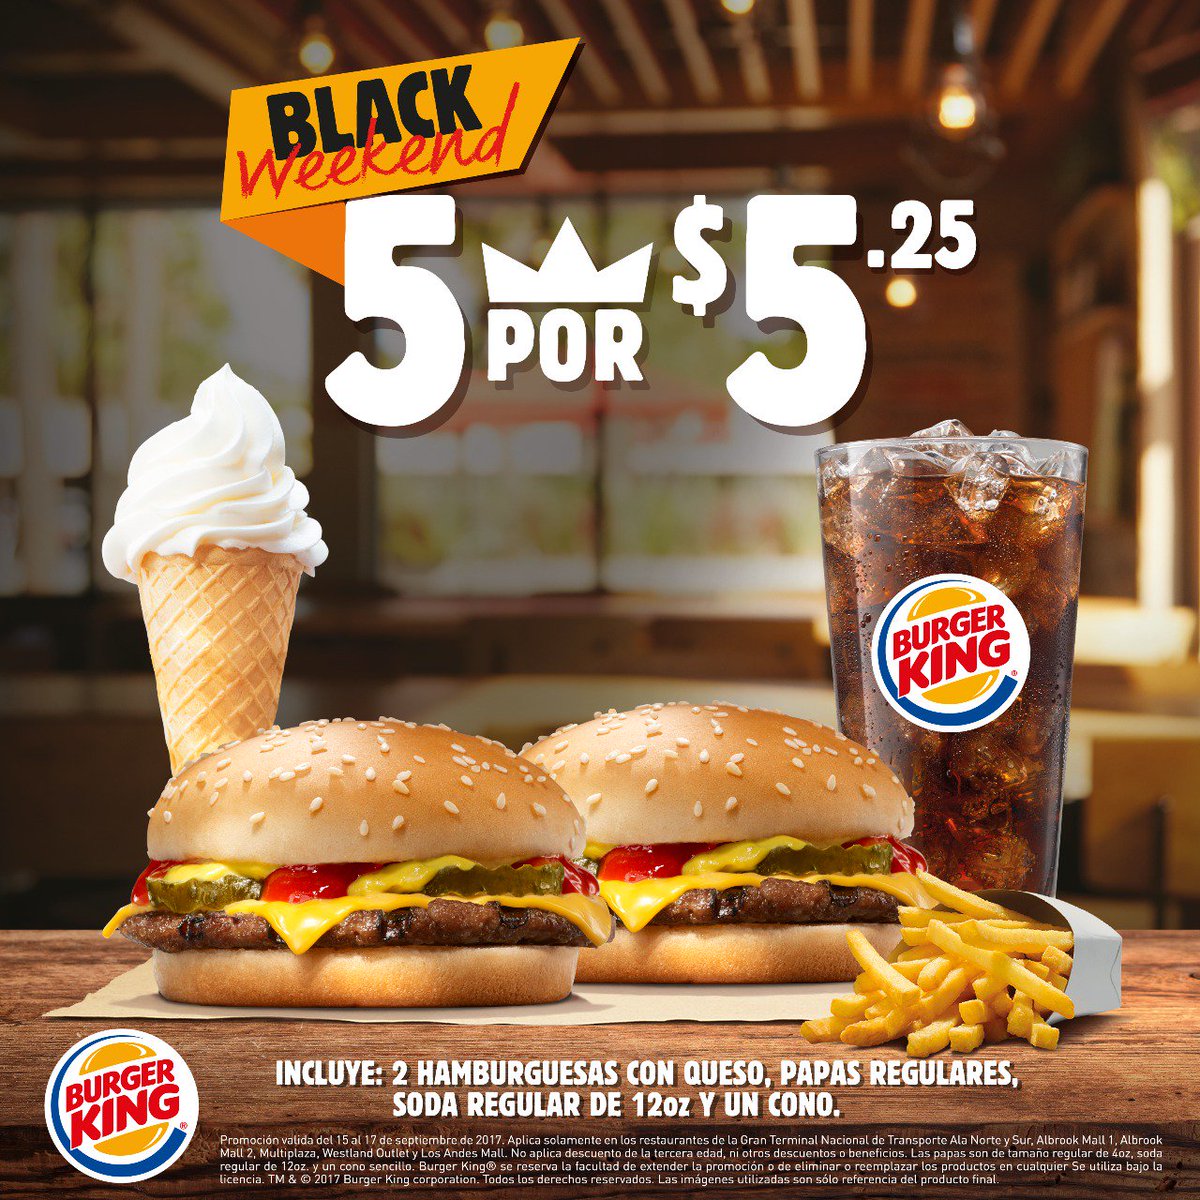 BLACK
Weekend
5 POR $5.25
BURGER
KING
®
INCLUYE: 2 HAMBURGUESAS CON QUESO, PAPAS REGULARES,
SODA REGULAR DE 12oz Y UN CONO.
BURGER
KING
®
Promoción valida del 15 al 17 de septiembre de 2017. Aplica solamente en los restaurantes de la Gran Terminal Nacional de Transporte Ala Norte y Sur, Albrook Mall 1, Albrook
Mall 2, Multiplaza, Westland Outlet y Los Andes Mall. No aplica descuento de la tercera edad, ni otros descuentos o beneficios. Las papas son de tamaño regular de 4oz, soda
regular de 12oz. y un cono sencillo. Burger King® se reserva la facultad de extender la promoción o de eliminar o reemplazar los productos en cualquier Se utiliza bajo la
licencia. TM & © 2017 Burger King corporation. Todos los derechos reservados. Las imágenes utilizadas son sólo referencia del producto final.